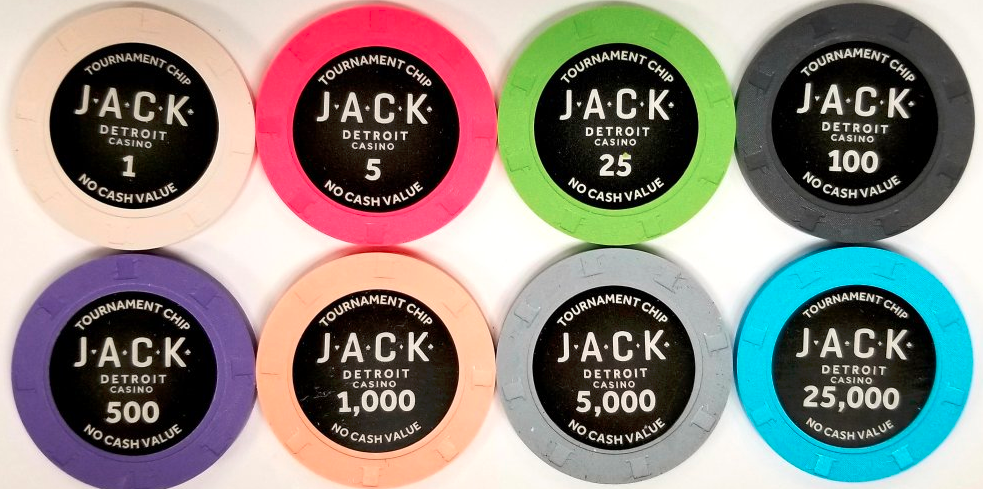 TOURNAMENT CHIP
J·A·C·K
DETROIT
CASINO
1
NO CASH VALUE
TOURNAMENT CHIP
J·A·C·K
DETROIT
CASINO
5
NO CASH VALUE
TOURNAMENT CHIP
J·A·C·K
DETROIT
CASINO
25
NO CASH VALUE
TOURNAMENT CHIP
J·A·C·K
DETROIT
CASINO
100
NO CASH VALUE
TOURNAMENT CHIP
J·A·C·K
DETROIT
CASINO
500
NO CASH VALUE
TOURNAMENT CHIP
J·A·C·K
DETROIT
CASINO
1,000
NO CASH VALUE
TOURNAMENT CHIP
J·A·C·K
DETROIT
CASINO
5,000
NO CASH VALUE
TOURNAMENT CHIP
J·A·C·K
DETROIT
CASINO
25,000
NO CASH VALUE